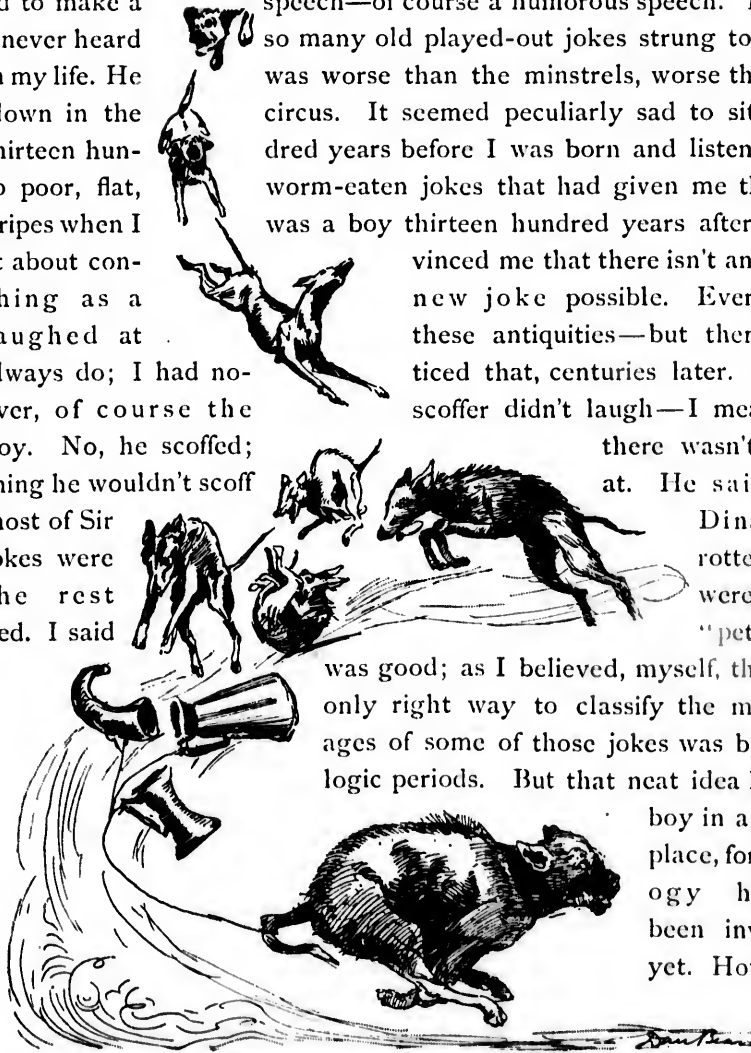 d to make a speech—of course a humorous speech.
never heard so many old played-out jokes strung to
n my life. He was worse than the minstrels, worse th
down in the circus. It seemed peculiarly sad to sit
hirteen hun- dred years before I was born and listen
o poor, flat, worm-eaten jokes that had given me th
ripes when I was a boy thirteen hundred years after
t about con- vinced me that there isn't an
hing as a new joke possible. Ever
aughed at these antiquities—but ther
lways do; I had no- ticed that, centuries later.
ver, of course the scoffer didn't laugh—I mea
oy. No, he scoffed; there wasn't
hing he wouldn't scoff at. He sai
most of Sir Dina
okes were rotte
he rest were
ed. I said “pet
was good; as I believed, myself, th
only right way to classify the m
ages of some of those jokes was b
logic periods. But that neat idea
boy in a
place, for
ogy h
been inv
yet. Ho
Dan Bear